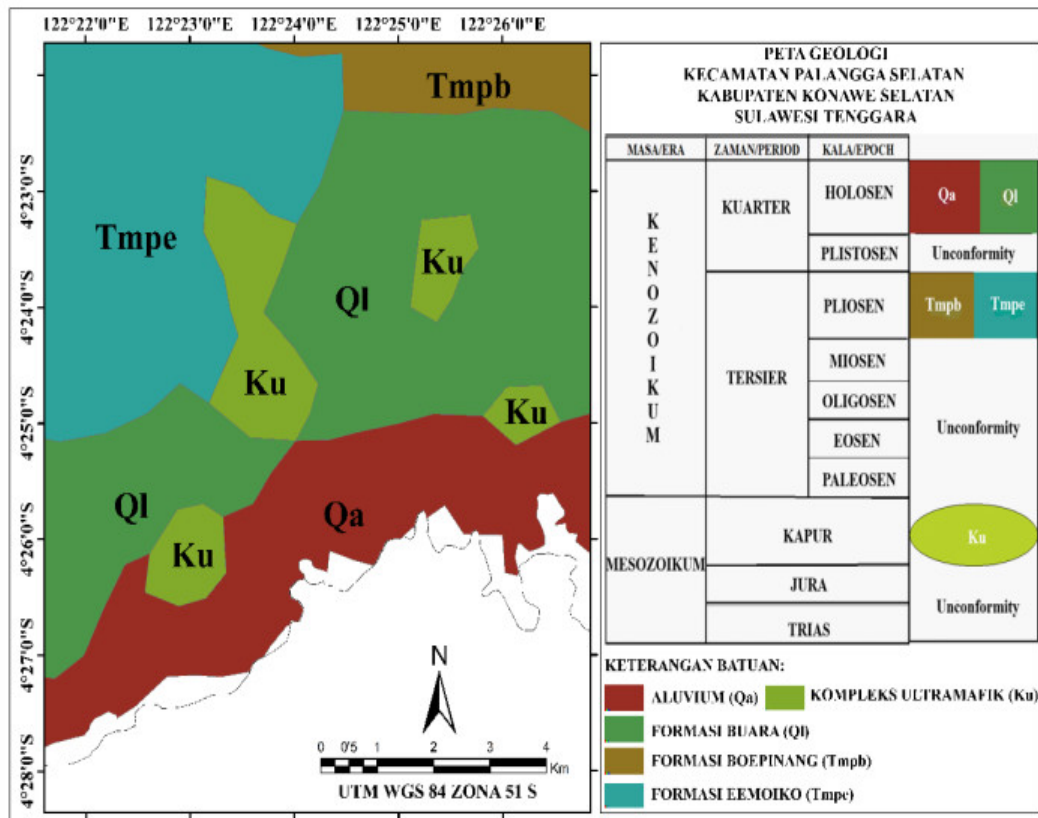 122°22'0"E 122°23'0"E 122°24'0"E 122°25'0"E 122°26'0"E
4°23'0"S
4°24'0"S
4°25'0"S
4°26'0"S
4°27'0"S
4°28'0"S
Tmpb
Tmpe
Ku
Ql
Ku
Ku
Ql
Qa
Ku
N
0 0'5 1 2 3 4
Km
UTM WGS 84 ZONA 51 S
PETA GEOLOGI
KECAMATAN PALANGGA SELATAN
KABUPATEN KONAWE SELATAN
SULAWESI TENGGARA
MASA/ERA ZAMAN/PERIOD KALA/EPOCH
KENOZOIKUM
KUARTER
HOLOSEN
Qa Ql
PLISTOSEN
Unconformity
TERSIER
PLIOSEN
Tmpb Tmpe
MIOSEN
OLIGOSEN
EOSEN
PALEOSEN
Unconformity
MESOZOIKUM
KAPUR
Ku
JURA
TRIAS
Unconformity
KETERANGAN BATUAN:
ALUVIUM (Qa) KOMPLEKS ULTRAMAFIK (Ku)
FORMASI BUARA (Ql)
FORMASI BOEPINANG (Tmpb)
FORMASI EEMOIKO (Tmpe)